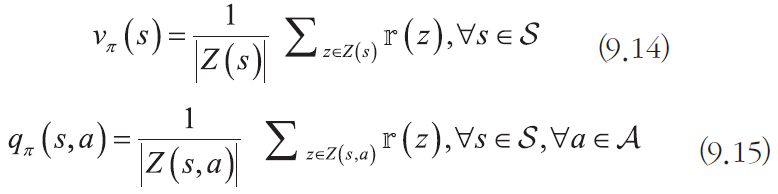 v_π(s) = 1/|Z(s)| ∑_{z∈Z(s)} 𝕣(z), ∀s ∈ 𝒮 (9.14)
q_π(s,a) = 1/|Z(s,a)| ∑_{z∈Z(s,a)} 𝕣(z), ∀s ∈ 𝒮, ∀a ∈ 𝒜 (9.15)